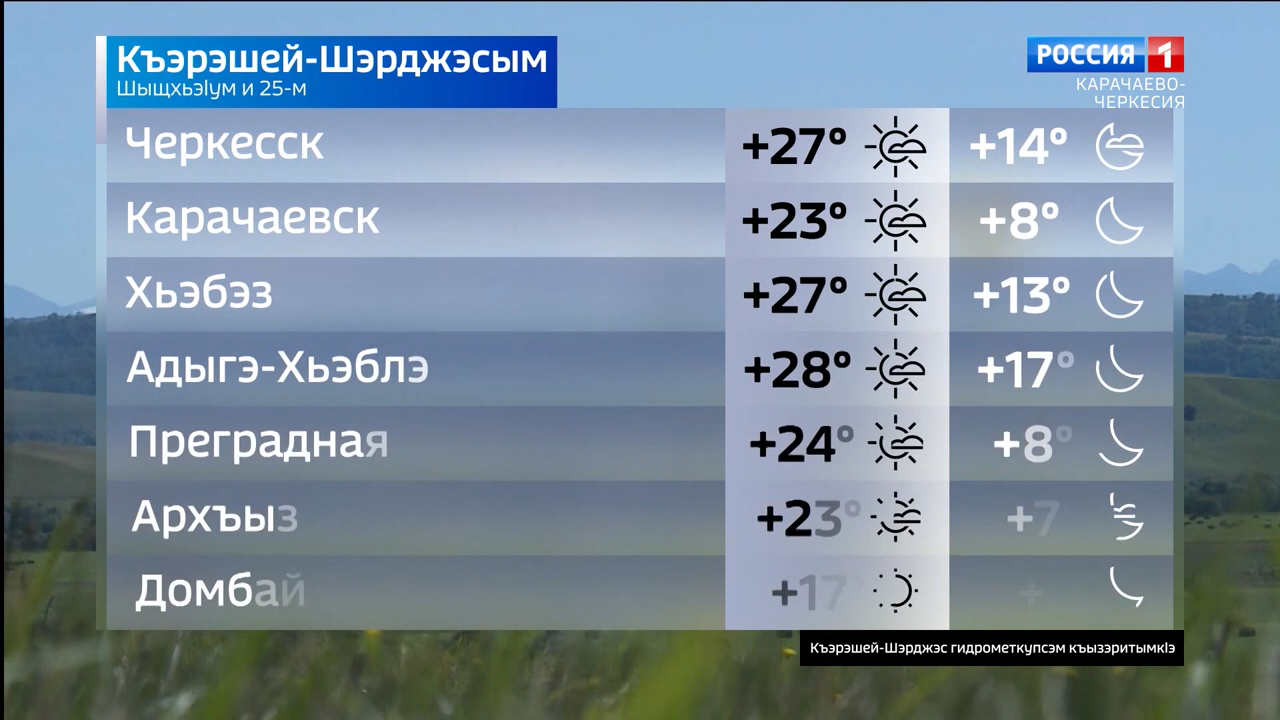 Къэрэшей-Шэрджэсым
ШыщхьэӀум и 25-м
РОССИЯ 1
КАРАЧАЕВО-
ЧЕРКЕСИЯ
Черкесск +27° +14°
Карачаевск +23° +8°
Хьэбэз +27° +13°
Адыгэ-Хьэблэ +28° +17°
Преградная +24° +8°
Архъыз +23° +7
Домбай +17° +
Къэрэшей-Шэрджэс гидрометкупсэм къызэритымкӀэ